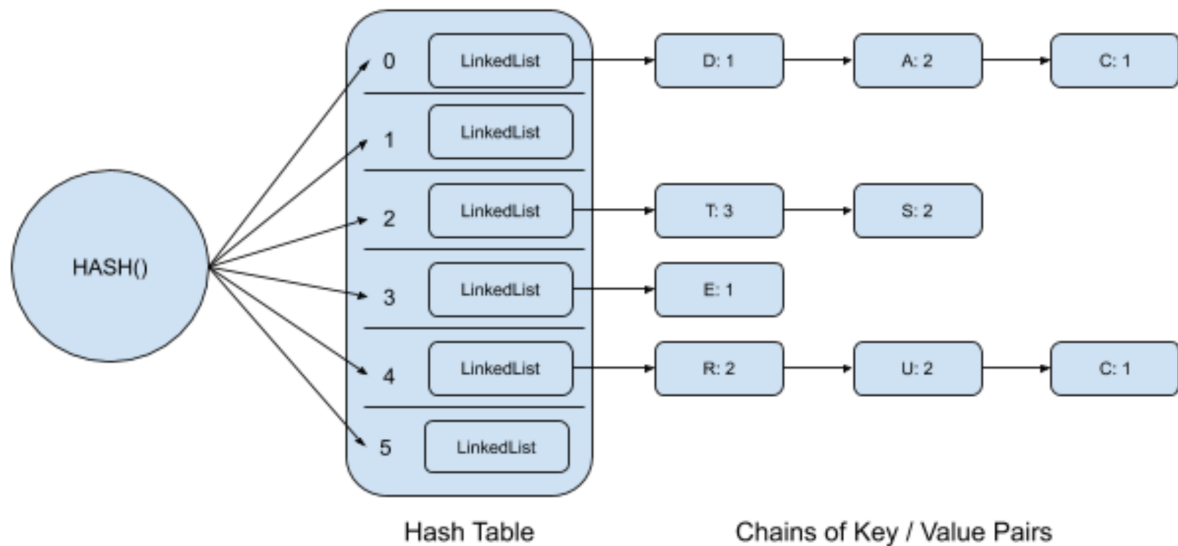 0 LinkedList D: 1 A: 2 C: 1
1 LinkedList
2 LinkedList T: 3 S: 2
HASH()
3 LinkedList E: 1
4 LinkedList R: 2 U: 2 C: 1
5 LinkedList
Hash Table Chains of Key / Value Pairs